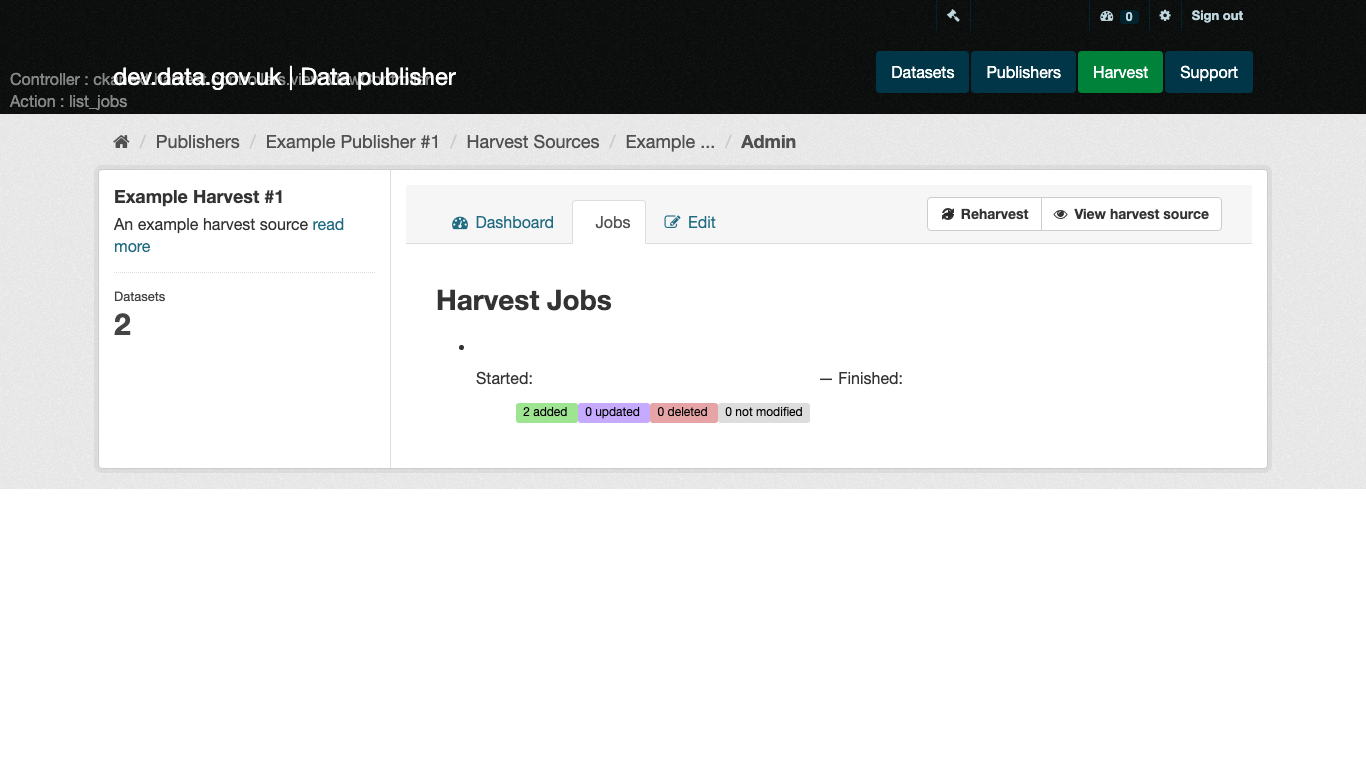 0 Sign out
Controller : dev.data.gov.uk | Data publisher
Action : list_jobs
Datasets Publishers Harvest Support
/ Publishers / Example Publisher #1 / Harvest Sources / Example ... / Admin
Example Harvest #1
An example harvest source read
more
Datasets
2
Dashboard Jobs Edit Reharvest View harvest source
Harvest Jobs
•
Started: — Finished:
2 added 0 updated 0 deleted 0 not modified